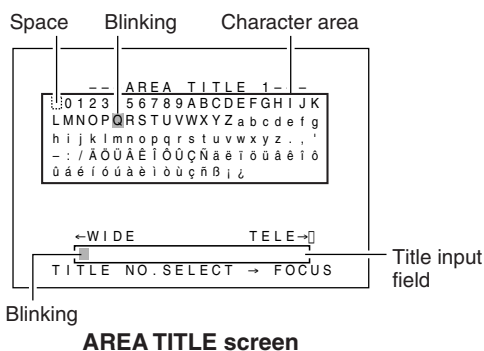 Space Blinking Character area
– – AREA TITLE 1 – –
0123 56789ABCDEFGHIJK
LMNOPQRSTUVWXYZabcdefg
hijklmnopqrstuvwxyz.,'
–:/ÄÖÜÂÊÎÔÛÇÑäëïöüâêîô
ûáéíóúàèìòùçñß¡¿
←WIDE TELE→▯
Title input
field
TITLE NO.SELECT → FOCUS
Blinking
AREA TITLE screen